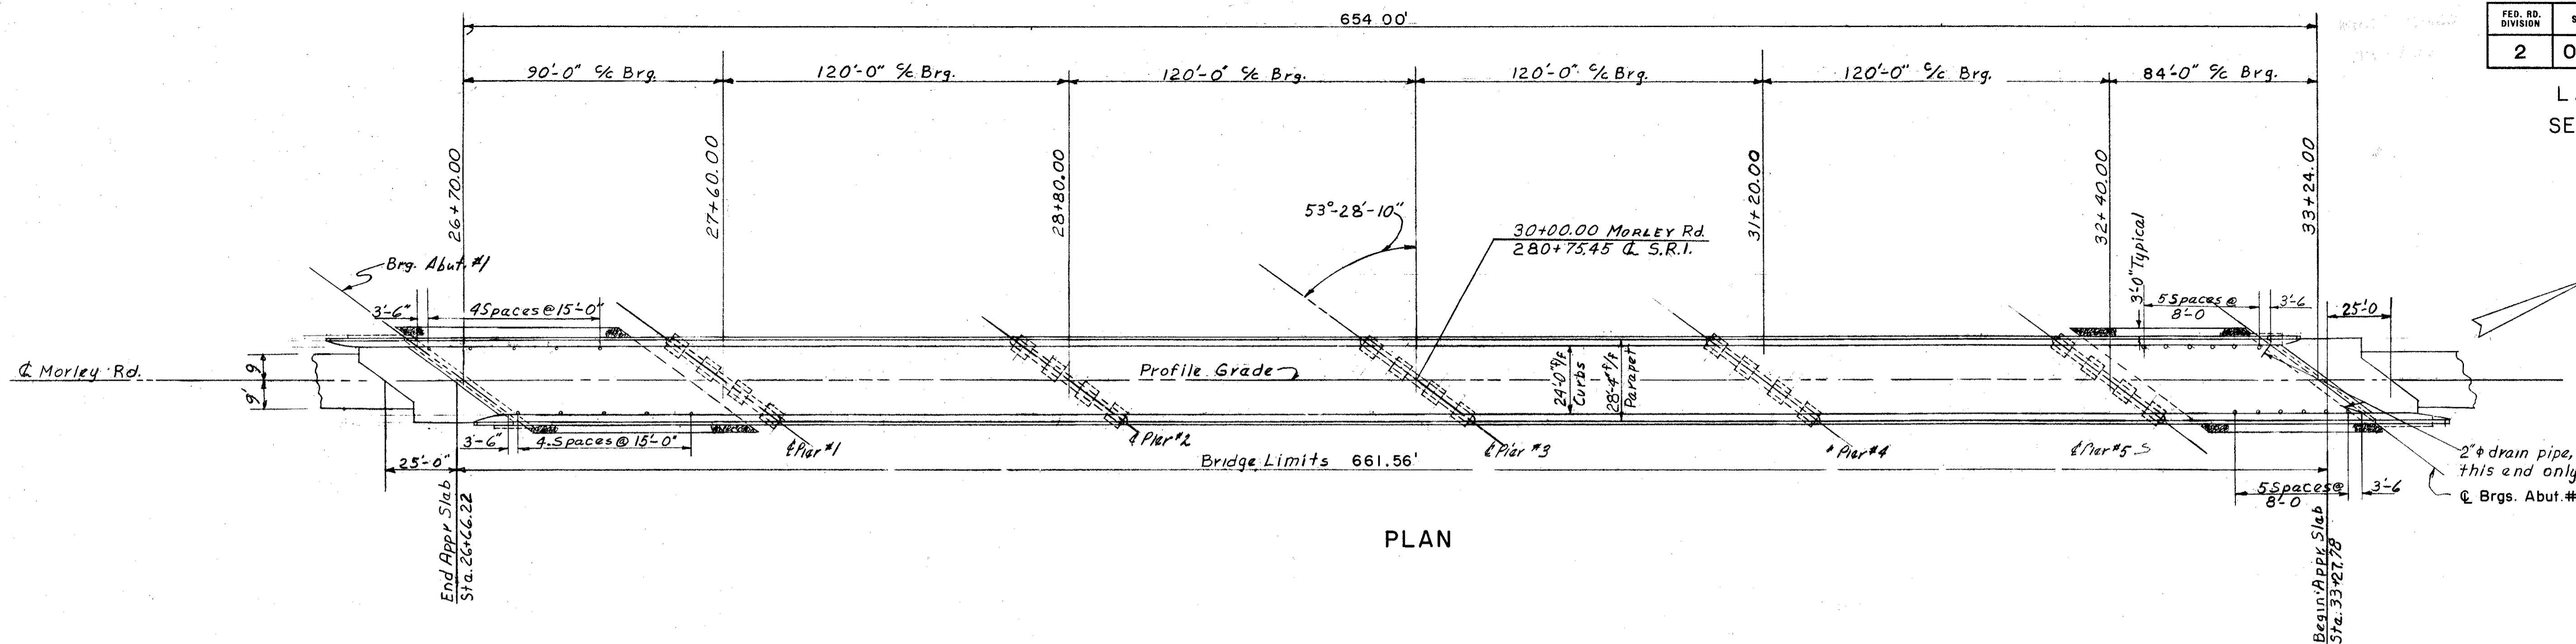 654.00'
FED. RD. DIVISION
2
90'-0" c/c Brg.
120'-0" c/c Brg.
120'-0" c/c Brg.
120'-0" c/c Brg.
120'-0" c/c Brg.
84'-0" c/c Brg.
26+70.00
27+60.00
28+80.00
31+20.00
32+40.00
33+24.00
53°-28'-10"
30+00.00 MORLEY Rd.
280+75.45 ℄ S.R.I.
Brg. Abut. #1
3'-6"
4 Spaces @ 15'-0"
3'-0" Typical
5 Spaces @
8'-0
3'-6
25'-0
℄ Morley Rd.
9'
9'
Profile Grade
24'-0" F/F
Curbs
28'-4" F/F
Parapet
3'-6"
4 Spaces @ 15'-0"
℄ Pier #1
℄ Pier #2
℄ Pier #3
Pier #4
℄ Pier #5
25'-0"
Bridge Limits 661.56'
2"φ drain pipe,
this end only
℄ Brgs. Abut. #
5 Spaces @
8'-0
3'-6
End Appr Slab
Sta. 26+66.22
PLAN
Begin Appr. Slab
Sta. 33+27.78